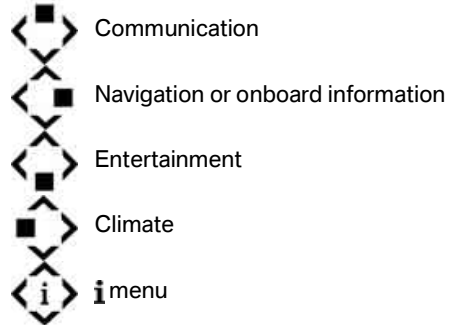 Communication
Navigation or onboard information
Entertainment
Climate
i i menu